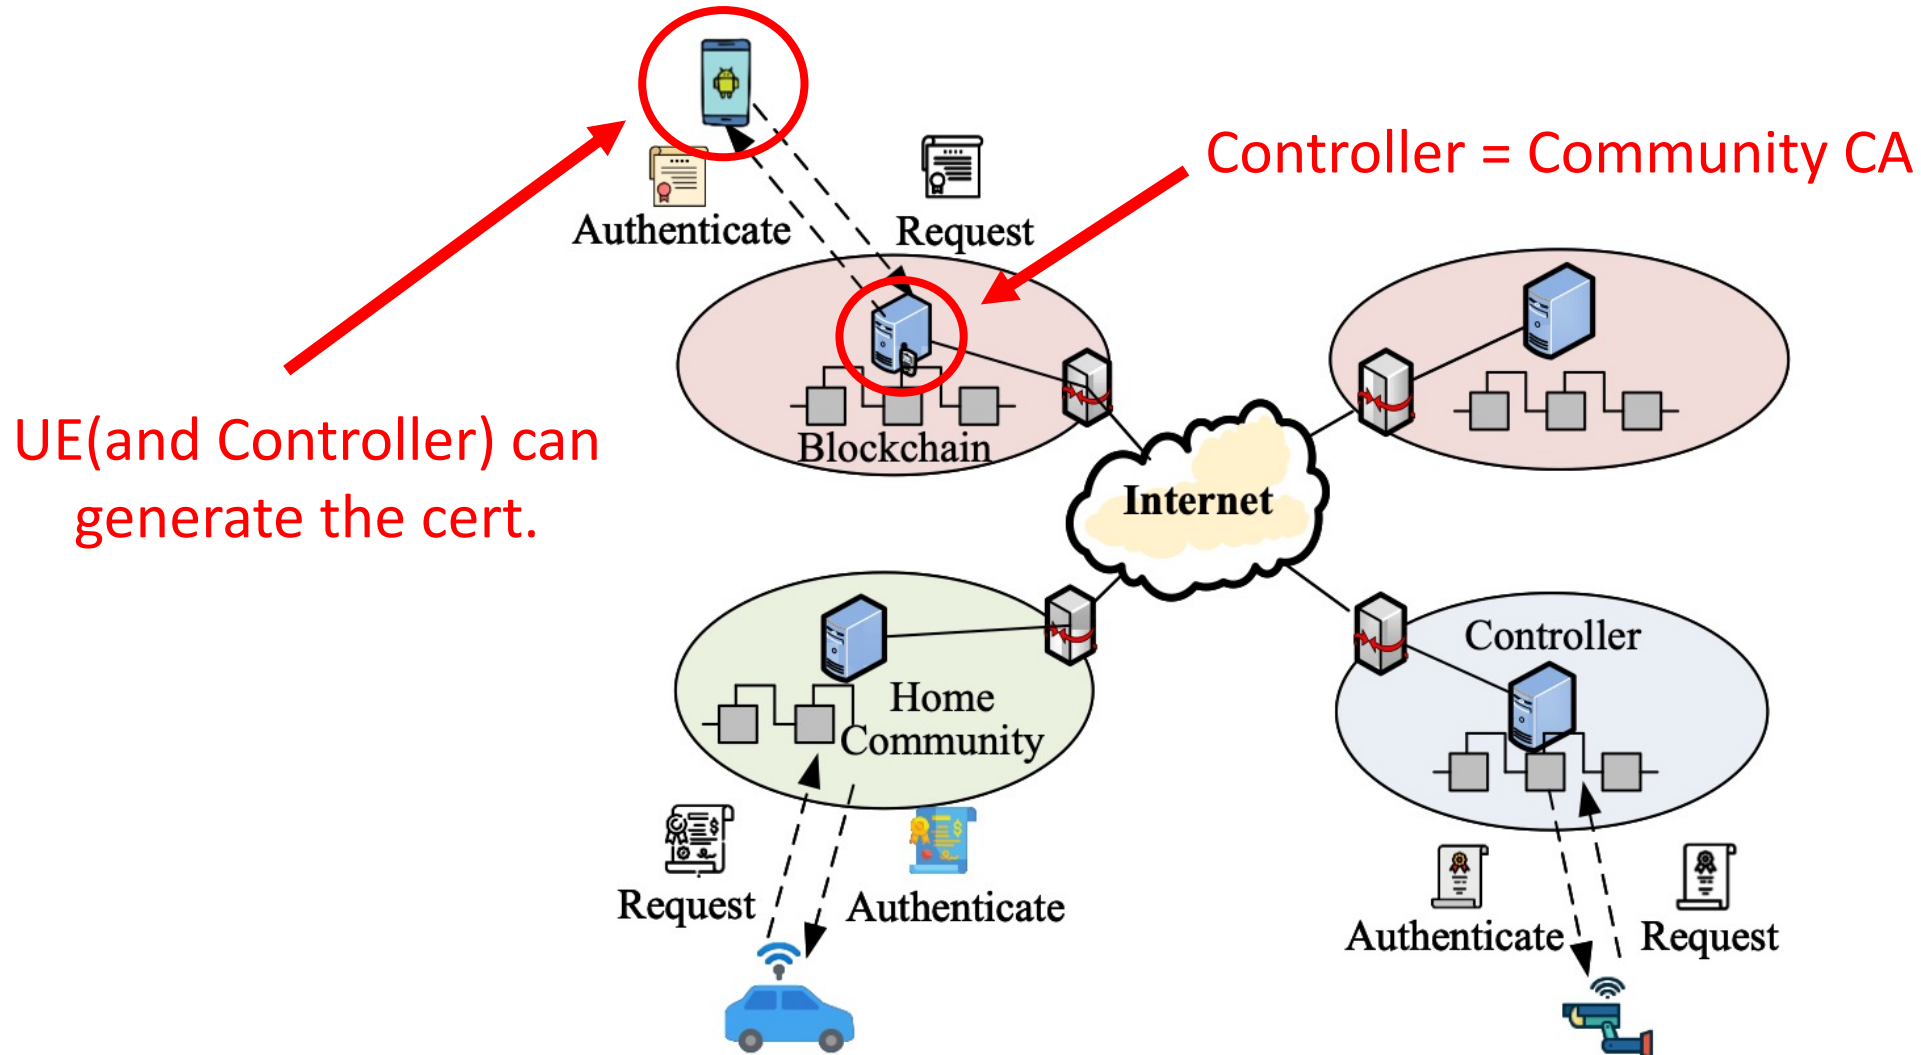 Controller = Community CA
Authenticate
Request
UE(and Controller) can
generate the cert.
Blockchain
Internet
Controller
Home
Community
Request
Authenticate
Authenticate
Request